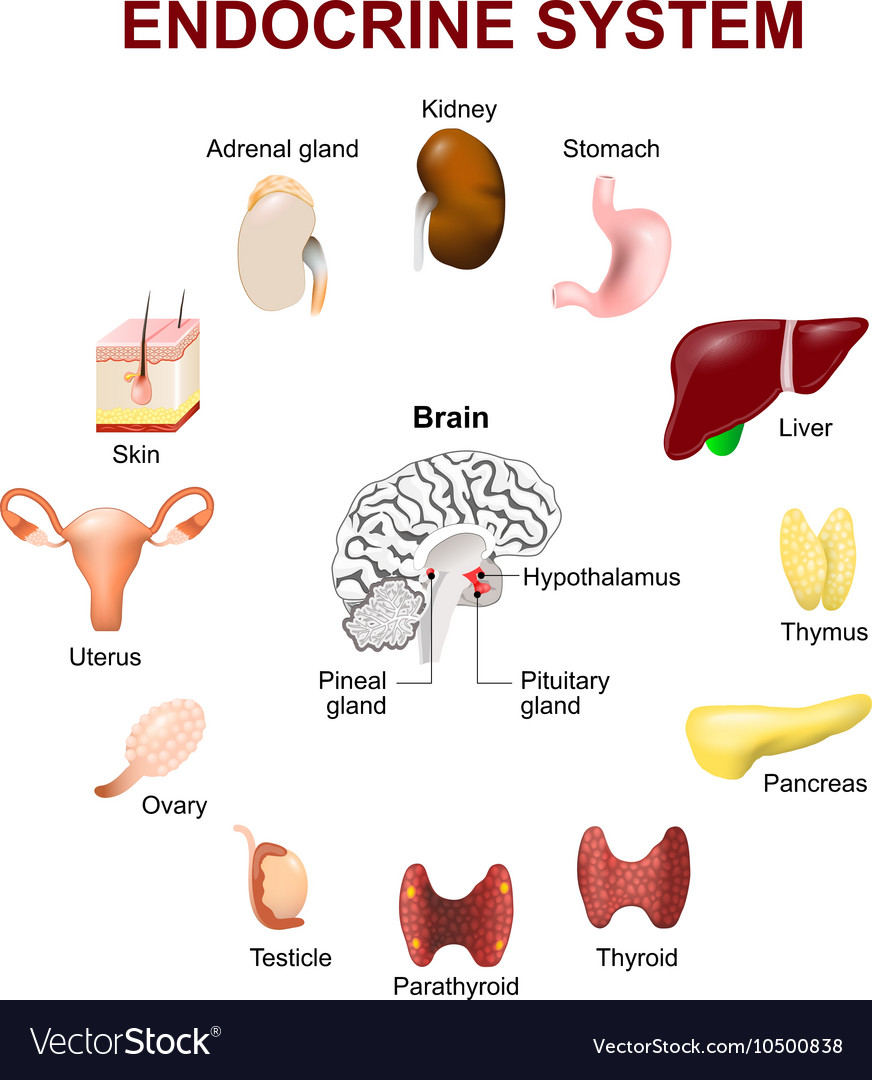 ENDOCRINE SYSTEM
Kidney
Adrenal gland
Stomach
Skin
Brain
Liver
Hypothalamus
Thymus
Uterus
Pineal
gland
Pituitary
gland
Pancreas
Ovary
Testicle
Thyroid
Parathyroid
VectorStock®
VectorStock.com/10500838